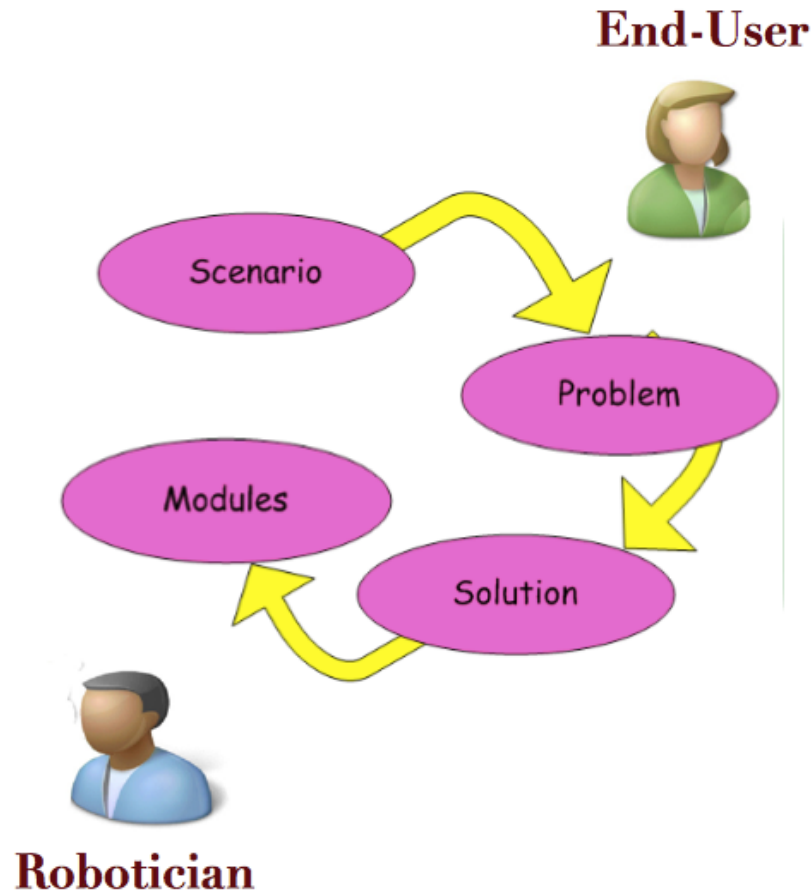 End-User
Scenario
Problem
Modules
Solution
Robotician